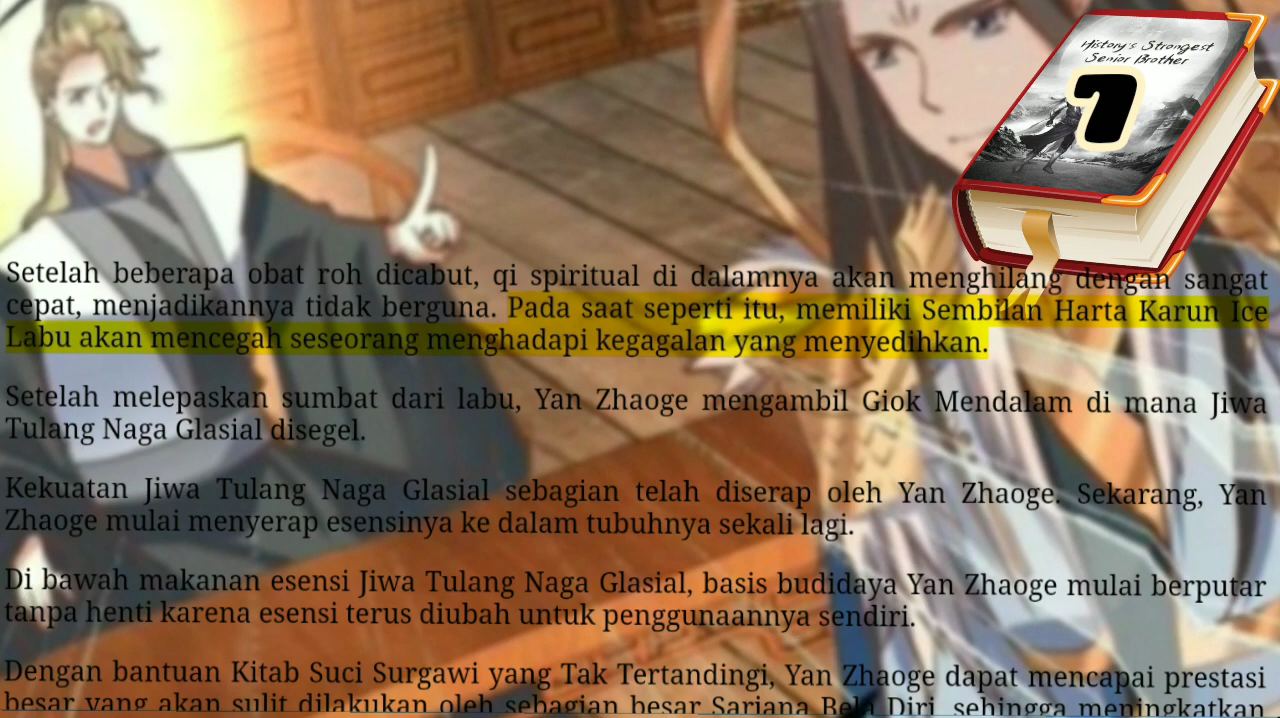 History's Strongest
Senior Brother
7
Setelah beberapa obat roh dicabut, qi spiritual di dalamnya akan menghilang dengan sangat
cepat, menjadikannya tidak berguna. Pada saat seperti itu, memiliki Sembilan Harta Karun Ice
Labu akan mencegah seseorang menghadapi kegagalan yang menyedihkan.
Setelah melepaskan sumbat dari labu, Yan Zhaoge mengambil Giok Mendalam di mana Jiwa
Tulang Naga Glasial disegel.
Kekuatan Jiwa Tulang Naga Glasial sebagian telah diserap oleh Yan Zhaoge. Sekarang, Yan
Zhaoge mulai menyerap esensinya ke dalam tubuhnya sekali lagi.
Di bawah makanan esensi Jiwa Tulang Naga Glasial, basis budidaya Yan Zhaoge mulai berputar
tanpa henti karena esensi terus diubah untuk penggunaannya sendiri.
Dengan bantuan Kitab Suci Surgawi yang Tak Tertandingi, Yan Zhaoge dapat mencapai prestasi
besar yang akan sulit dilakukan oleh sebagian besar Sarjana Bela Diri, sehingga meningkatkan